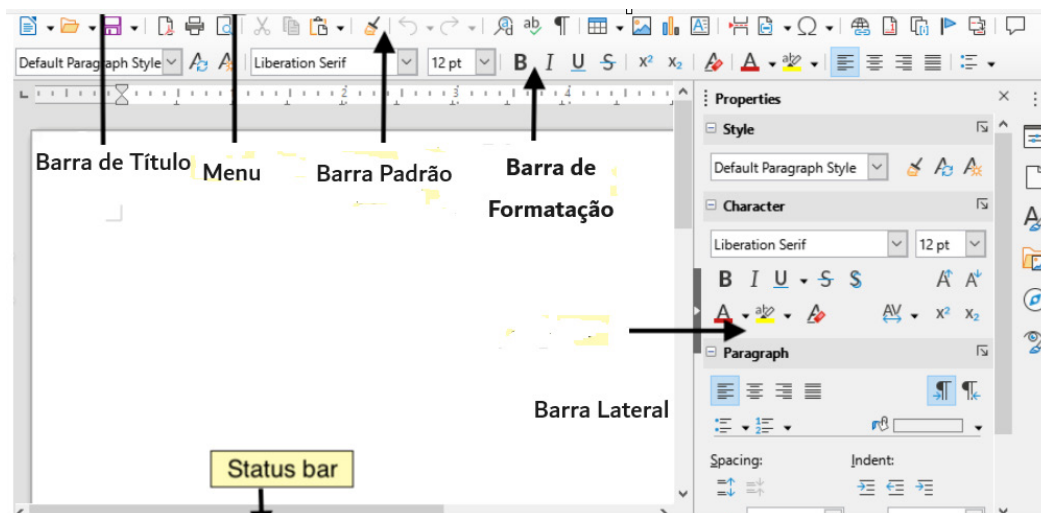 Default Paragraph Style Liberation Serif 12 pt B I U S X² X₂ A
Properties
Style
Default Paragraph Style
Character
Liberation Serif 12 pt
B I U S S A A
A AV X² X₂
Paragraph
Spacing: Indent:
Barra de Título
Menu
Barra Padrão
Barra de
Formatação
Barra Lateral
Status bar